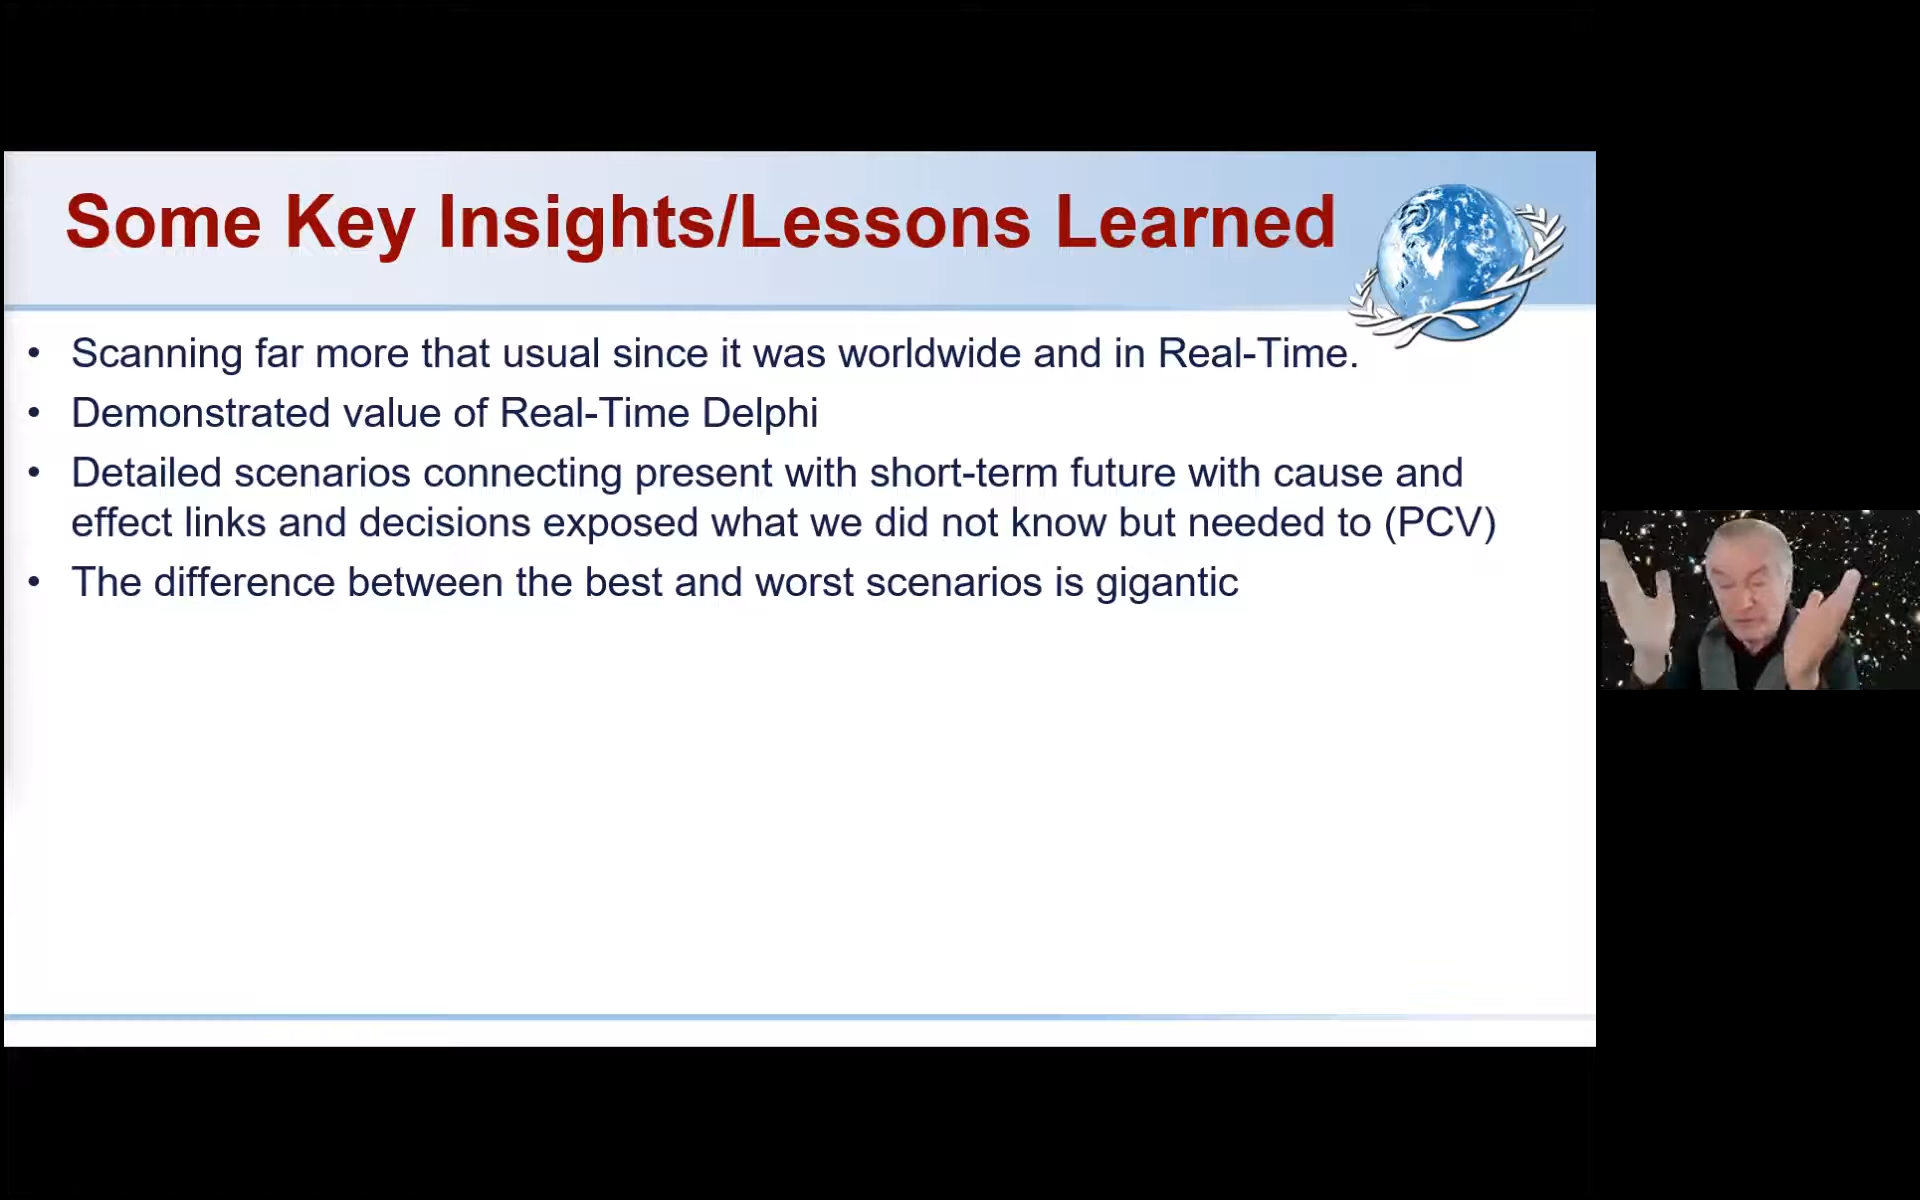 Some Key Insights/Lessons Learned
• Scanning far more that usual since it was worldwide and in Real-Time.
• Demonstrated value of Real-Time Delphi
• Detailed scenarios connecting present with short-term future with cause and
effect links and decisions exposed what we did not know but needed to (PCV)
• The difference between the best and worst scenarios is gigantic